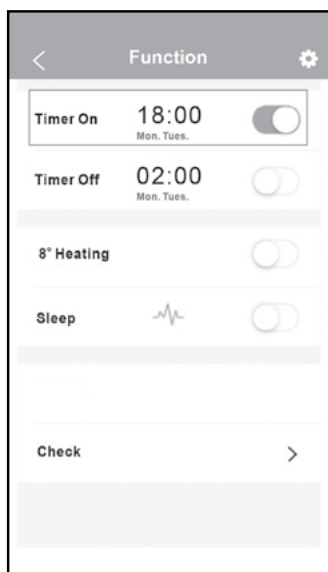 Function
Timer On 18:00
Mon. Tues.
Timer Off 02:00
Mon. Tues.
8° Heating
Sleep
Check